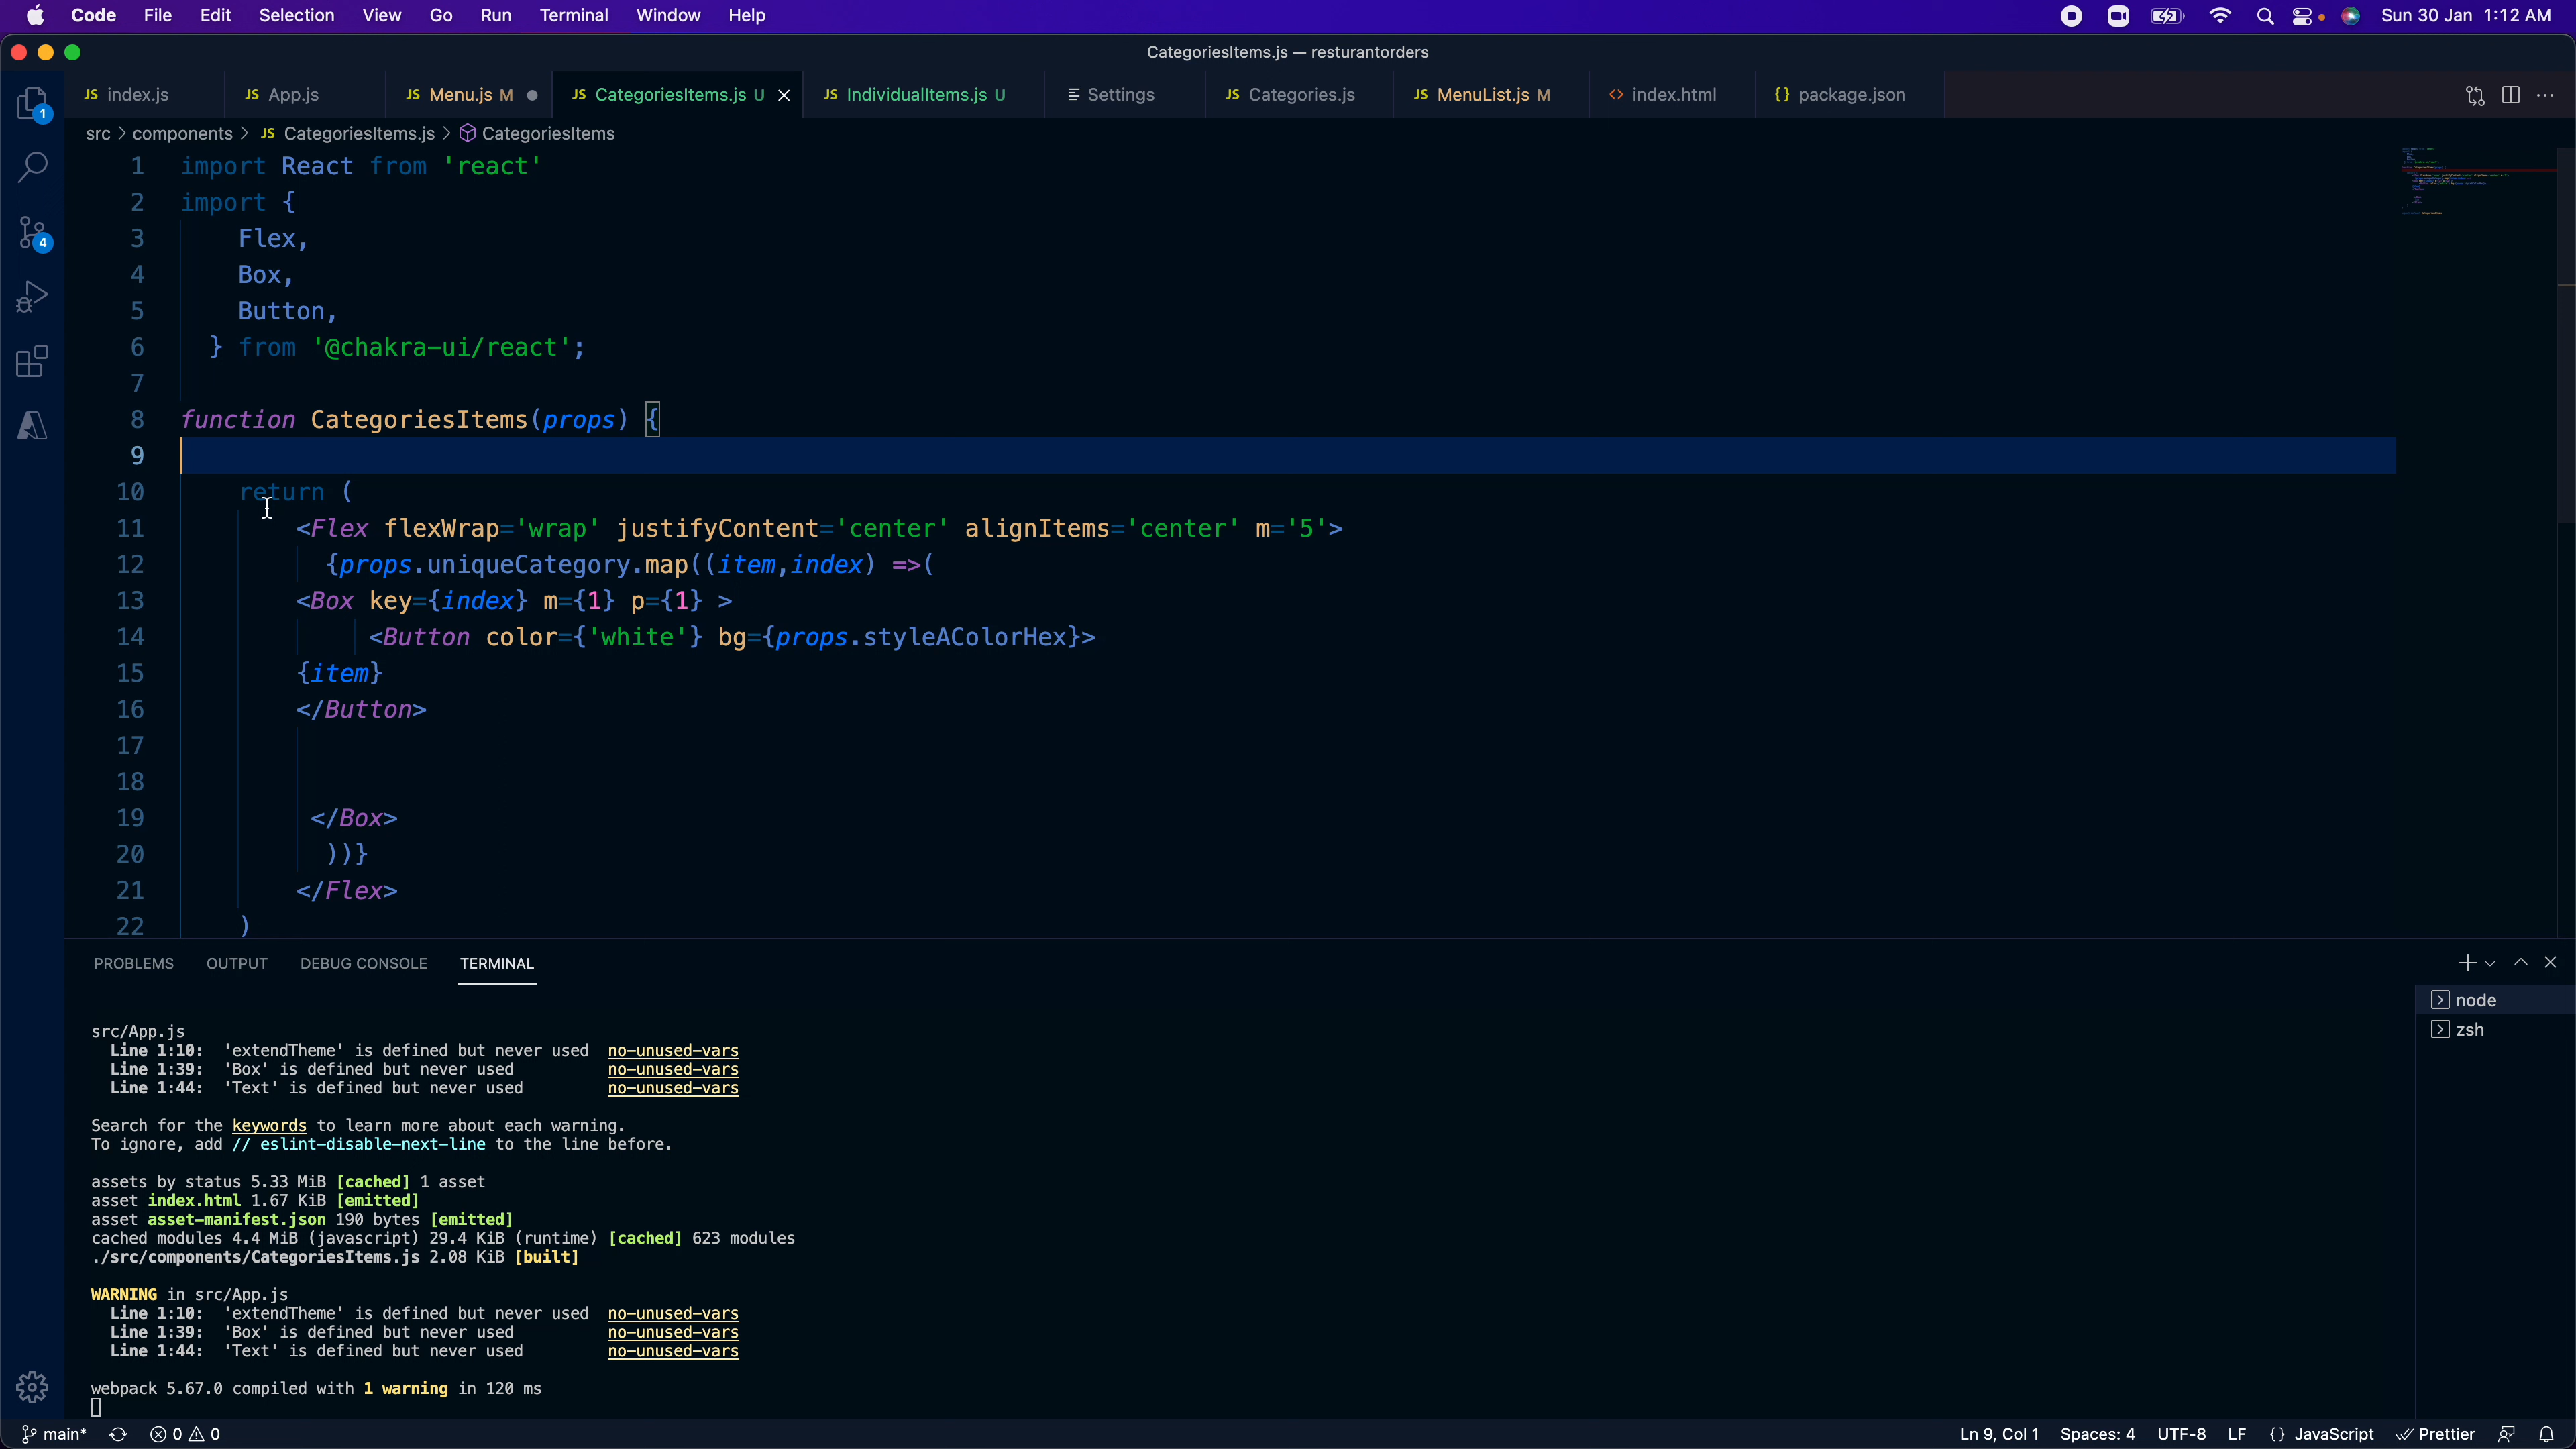 Code File Edit Selection View Go Run Terminal Window Help Sun 30 Jan 1:12 AM
CategoriesItems.js — resturantorders
JS index.js JS App.js JS Menu.js M JS CategoriesItems.js U JS IndividualItems.js U Settings JS Categories.js JS MenuList.js M <> index.html {} package.json
src > components > JS CategoriesItems.js > CategoriesItems
1 import React from 'react'
2 import {
3 Flex,
4 Box,
5 Button,
6 } from '@chakra-ui/react';
7
8 function CategoriesItems(props) {
9
10 return (
11 <Flex flexWrap='wrap' justifyContent='center' alignItems='center' m='5'>
12 {props.uniqueCategory.map((item,index) =>(
13 <Box key={index} m={1} p={1} >
14 <Button color={'white'} bg={props.styleAColorHex}>
15 {item}
16 </Button>
17
18
19 </Box>
20 ))}
21 </Flex>
22 )
1
4
PROBLEMS OUTPUT DEBUG CONSOLE TERMINAL
node
zsh
src/App.js
Line 1:10: 'extendTheme' is defined but never used no-unused-vars
Line 1:39: 'Box' is defined but never used no-unused-vars
Line 1:44: 'Text' is defined but never used no-unused-vars
Search for the keywords to learn more about each warning.
To ignore, add // eslint-disable-next-line to the line before.
assets by status 5.33 MiB [cached] 1 asset
asset index.html 1.67 KiB [emitted]
asset asset-manifest.json 190 bytes [emitted]
cached modules 4.4 MiB (javascript) 29.4 KiB (runtime) [cached] 623 modules
./src/components/CategoriesItems.js 2.08 KiB [built]
WARNING in src/App.js
Line 1:10: 'extendTheme' is defined but never used no-unused-vars
Line 1:39: 'Box' is defined but never used no-unused-vars
Line 1:44: 'Text' is defined but never used no-unused-vars
webpack 5.67.0 compiled with 1 warning in 120 ms
main* 0 0 Ln 9, Col 1 Spaces: 4 UTF-8 LF {} JavaScript Prettier